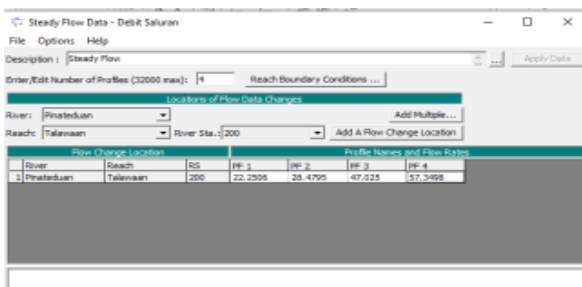 Steady Flow Data - Debit Saluran
File Options Help
Description : Steady Flow ... Apply Data
Enter/Edit Number of Profiles (32000 max): 4 Reach Boundary Conditions ...
Locations of Flow Data Changes
River: Pinateduan Add Multiple...
Reach: Talawaan River Sta.: 200 Add A Flow Change Location
Flow Change Location Profile Names and Flow Rates
River Reach RS PF 1 PF 2 PF 3 PF 4
1 Pinateduan Talawaan 200 22.2506 28.4795 47.025 57.3498